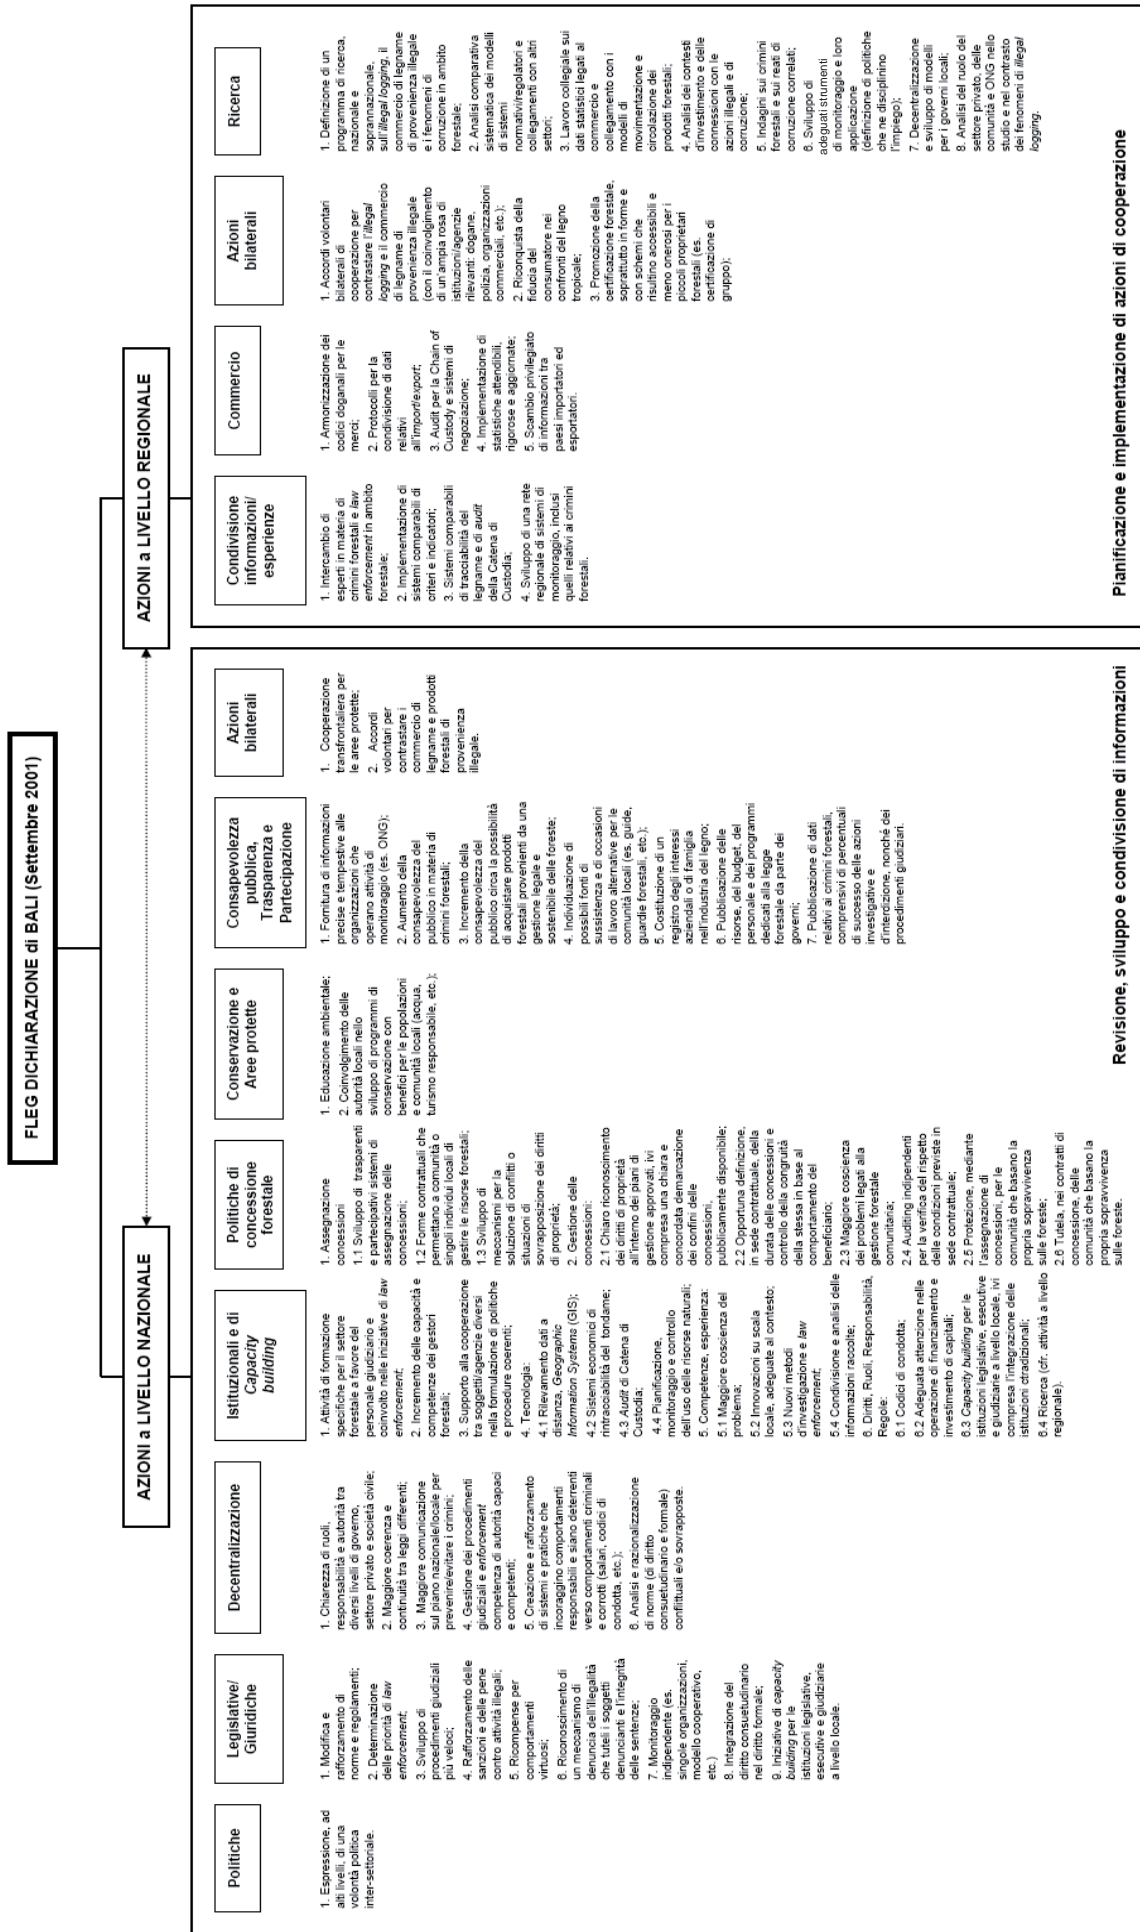 FLEG DICHIARAZIONE di BALI (Settembre 2001)
AZIONI a LIVELLO NAZIONALE
AZIONI a LIVELLO REGIONALE
Politiche
1. Espressione, ad
alti livelli, di una
volontà politica
inter-settoriale.
Legislative/
Giuridiche
1. Modifica e
rafforzamento di
norme e regolamenti;
2. Determinazione
delle priorità di law
enforcement;
3. Sviluppo di
procedimenti giudiziali
più veloci;
4. Rafforzamento delle
sanzioni e delle pene
contro attività illegali;
5. Ricompense per
comportamenti
virtuosi;
6. Riconoscimento di
un meccanismo di
denuncia dell'illegalità
che tuteli i soggetti
denuncianti e l'integrità
delle sentenze;
7. Monitoraggio
indipendente (es.
singole organizzazioni,
modello cooperativo,
etc.)
8. Integrazione del
diritto consuetudinario
nel diritto formale;
9. Iniziative di capacity
building per le
istituzioni legislative,
esecutive e giudiziarie
a livello locale.
Decentralizzazione
1. Chiarezza di ruoli,
responsabilità e autorità tra
diversi livelli di governo,
settore privato e società civile;
2. Maggiore coerenza e
continuità tra leggi differenti;
3. Maggiore comunicazione
sul piano nazionale/locale per
prevenire/evitare i crimini;
4. Gestione dei procedimenti
giudiziali e enforcement
competenza di autorità capaci
e competenti;
5. Creazione e rafforzamento
di sistemi e pratiche che
incoraggino comportamenti
responsabili e siano deterrenti
verso comportamenti criminali
e corrotti (salari, codici di
condotta, etc.);
6. Analisi e razionalizzazione
di norme (di diritto
consuetudinario e formale)
conflittuali e/o sovrapposte.
Istituzionali e di
Capacity
building
1. Attività di formazione
specifiche per il settore
forestale a favore del
personale giudiziario e
coinvolto nelle iniziative di law
enforcement;
2. Incremento delle capacità e
competenze dei gestori
forestali;
3. Supporto alla cooperazione
tra soggetti/agenzie diversi
nella formulazione di politiche
e procedure coerenti;
4. Tecnologia:
4.1 Rilevamento dati a
distanza, Geographic
Information Systems (GIS);
4.2 Sistemi economici di
rintracciabilità del tondame;
4.3 Audit di Catena di
Custodia;
4.4 Pianificazione,
monitoraggio e controllo
dell'uso delle risorse naturali;
5. Competenze, esperienza:
5.1 Maggiore coscienza del
problema;
5.2 Innovazioni su scala
locale, adeguate al contesto;
5.3 Nuovi metodi
d'investigazione e law
enforcement;
5.4 Condivisione e analisi delle
informazioni raccolte;
6. Diritti, Ruoli, Responsabilità,
Regole:
6.1 Codici di condotta;
6.2 Adeguata attenzione nelle
operazione di finanziamento e
investimento di capitali;
6.3 Capacity building per le
istituzioni legislative, esecutive
e giudiziarie a livello locale, ivi
compresa l'integrazione delle
istituzioni di tradizionali;
6.4 Ricerca (cfr. attività a livello
regionale).
Politiche di
concessione
forestale
1. Assegnazione
concessioni
1.1 Sviluppo di trasparenti
e partecipativi sistemi di
assegnazione delle
concessioni;
1.2 Forme contrattuali che
permettano a comunità o
singoli individui locali di
gestire le risorse forestali;
1.3 Sviluppo di
meccanismi per la
soluzione di conflitti o
situazioni di
sovrapposizione dei diritti
di proprietà;
2. Gestione delle
concessioni:
2.1 Chiaro riconoscimento
dei diritti di proprietà
all'interno dei piani di
gestione approvati, ivi
compresa una chiara e
concordata demarcazione
dei confini delle
concessioni,
pubblicamente disponibile;
2.2 Opportuna definizione,
in sede contrattuale, della
durata delle concessioni e
controllo della congruità
della stessa in base al
comportamento del
beneficiario;
2.3 Maggiore coscienza
dei problemi legati alla
gestione forestale
comunitaria;
2.4 Auditing indipendenti
per la verifica del rispetto
delle condizioni previste in
sede contrattuale;
2.5 Protezione, mediante
l'assegnazione di
concessioni, per le
comunità che basano la
propria sopravvivenza
sulle foreste;
2.6 Tutela, nei contratti di
concessione, delle
comunità che basano la
propria sopravvivenza
sulle foreste.
Conservazione e
Aree protette
1. Educazione ambientale;
2. Coinvolgimento delle
autorità locali nello
sviluppo di programmi di
conservazione con
benefici per le popolazioni
e comunità locali (acqua,
turismo responsabile, etc.);
Consapevolezza
pubblica,
Trasparenza e
Partecipazione
1. Fornitura di informazioni
precise e tempestive alle
organizzazioni che
operano attività di
monitoraggio (es. ONG);
2. Aumento della
consapevolezza del
pubblico in materia di
crimini forestali;
3. Incremento della
consapevolezza del
pubblico circa la possibilità
di acquistare prodotti
forestali provenienti da una
gestione legale e
sostenibile delle foreste;
4. Individuazione di
possibili fonti di
sussistenza e di occasioni
di lavoro alternative per le
comunità locali (es. guide,
guardie forestali, etc.);
5. Costituzione di un
registro degli interessi
aziendali o di famiglia
nell'industria del legno;
6. Pubblicazione delle
risorse, del budget, del
personale e dei programmi
dedicati alla legge
forestale da parte dei
governi;
7. Pubblicazione di dati
relativi ai crimini forestali,
comprensivi di percentuali
di successo delle azioni
investigative e
d'interdizione, nonché dei
procedimenti giudiziari.
Azioni
bilaterali
1. Cooperazione
transfrontaliera per
le aree protette;
2. Accordi
volontari per
contrastare i
commercio di
legname e prodotti
forestali di
provenienza
illegale.
Revisione, sviluppo e condivisione di informazioni
Condivisione
informazioni/
esperienze
1. Intercambio di
esperti in materia di
crimini forestali e law
enforcement in ambito
forestale;
2. Implementazione di
sistemi comparabili di
criteri e indicatori;
3. Sistemi comparabili
di tracciabilità del
legname e di audit
della Catena di
Custodia;
4. Sviluppo di una rete
regionale di sistemi di
monitoraggio, inclusi
quelli relativi ai crimini
forestali.
Commercio
1. Armonizzazione dei
codici doganali per le
merci;
2. Protocolli per la
condivisione di dati
relativi
all'import/export;
3. Audit per la Chain of
Custody e sistemi di
negoziazione;
4. Implementazione di
statistiche attendibili,
rigorose e aggiornate;
5. Scambio privilegiato
di informazioni tra
paesi importatori ed
esportatori.
Azioni
bilaterali
1. Accordi volontari
bilaterali di
cooperazione per
contrastare l'illegal
logging e il commercio
di legname di
provenienza illegale
(con il coinvolgimento
di un'ampia rosa di
istituzioni/agenzie
rilevanti: dogane,
polizia, organizzazioni
commerciali, etc.);
2. Riconquista della
fiducia del
consumatore nei
confronti del legno
tropicale;
3. Promozione della
certificazione forestale,
soprattutto in forme e
con schemi che
risultino accessibili e
meno onerosi per i
piccoli proprietari
forestali (es.
certificazione di
gruppo);
Ricerca
1. Definizione di un
programma di ricerca,
nazionale e
soprannazionale,
sull'illegal logging, il
commercio di legname
di provenienza illegale
e i fenomeni di
corruzione in ambito
forestale;
2. Analisi comparativa
sistematica dei modelli
di sistemi
normativi/regolatori e
collegamenti con altri
settori;
3. Lavoro collegiale sui
dati statistici legati al
commercio e
collegamento con i
modelli di
movimentazione e
circolazione dei
prodotti forestali;
4. Analisi dei contesti
d'investimento e delle
connessioni con le
azioni illegali e di
corruzione;
5. Indagini sui crimini
forestali e sui reati di
corruzione correlati;
6. Sviluppo di
adeguati strumenti
di monitoraggio e loro
applicazione
(definizione di politiche
che ne disciplinino
l'impiego);
7. Decentralizzazione
e sviluppo di modelli
per i governi locali;
8. Analisi del ruolo del
settore privato, delle
comunità e ONG nello
studio e nel contrasto
dei fenomeni di illegal
logging.
Pianificazione e implementazione di azioni di cooperazione